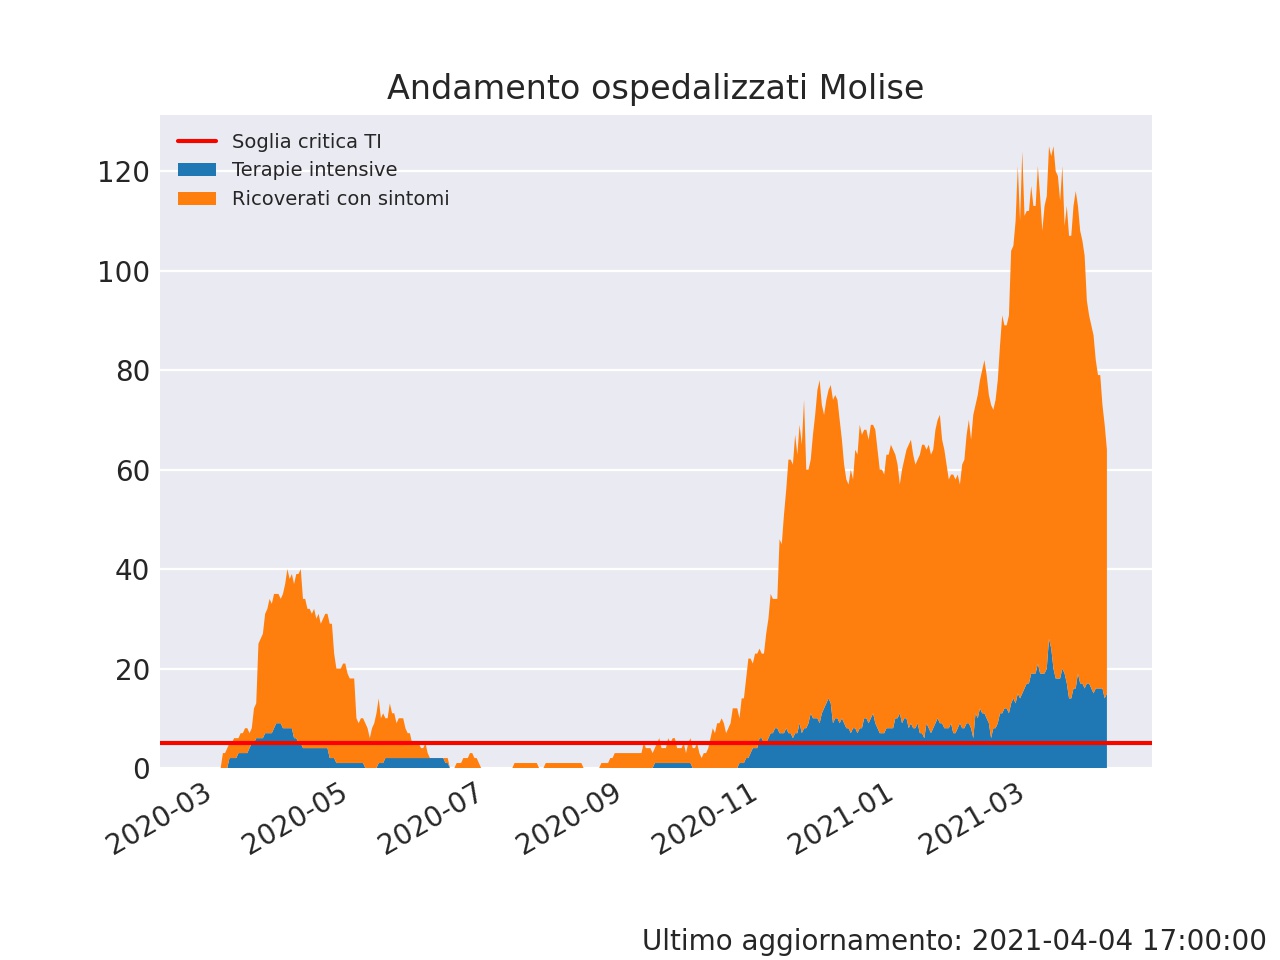 Andamento ospedalizzati Molise
Soglia critica TI
Terapie intensive
Ricoverati con sintomi
120
100
80
60
40
20
0
2020-03
2020-05
2020-07
2020-09
2020-11
2021-01
2021-03
Ultimo aggiornamento: 2021-04-04 17:00:00